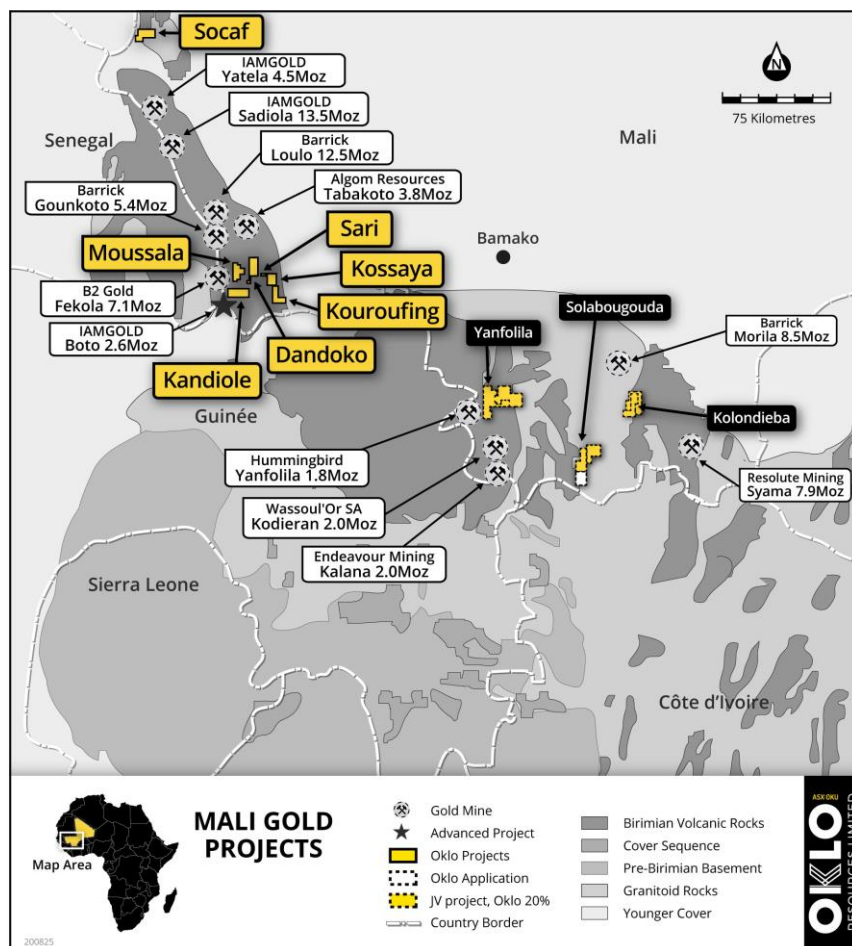 Socaf
IAMGOLD
Yatela 4.5Moz
N
75 Kilometres
IAMGOLD
Sadiola 13.5Moz
Senegal
Mali
Barrick
Loulo 12.5Moz
Algom Resources
Tabakoto 3.8Moz
Barrick
Gounkoto 5.4Moz
Sari
Moussala
Bamako
Kossaya
B2 Gold
Fekola 7.1Moz
Kouroufing
Solabougouda
IAMGOLD
Boto 2.6Moz
Yanfolila
Barrick
Morila 8.5Moz
Dandoko
Kandiole
Guinée
Kolondieba
Hummingbird
Yanfolila 1.8Moz
Resolute Mining
Syama 7.9Moz
Wassoul'Or SA
Kodieran 2.0Moz
Endeavour Mining
Kalana 2.0Moz
Sierra Leone
Côte d'Ivoire
Map Area
MALI GOLD
PROJECTS
Gold Mine
Advanced Project
Oklo Projects
Oklo Application
JV project, Oklo 20%
Country Border
Birimian Volcanic Rocks
Cover Sequence
Pre-Birimian Basement
Granitoid Rocks
Younger Cover
ASX:OKU
OKLO
RESOURCES LIMITED
200825